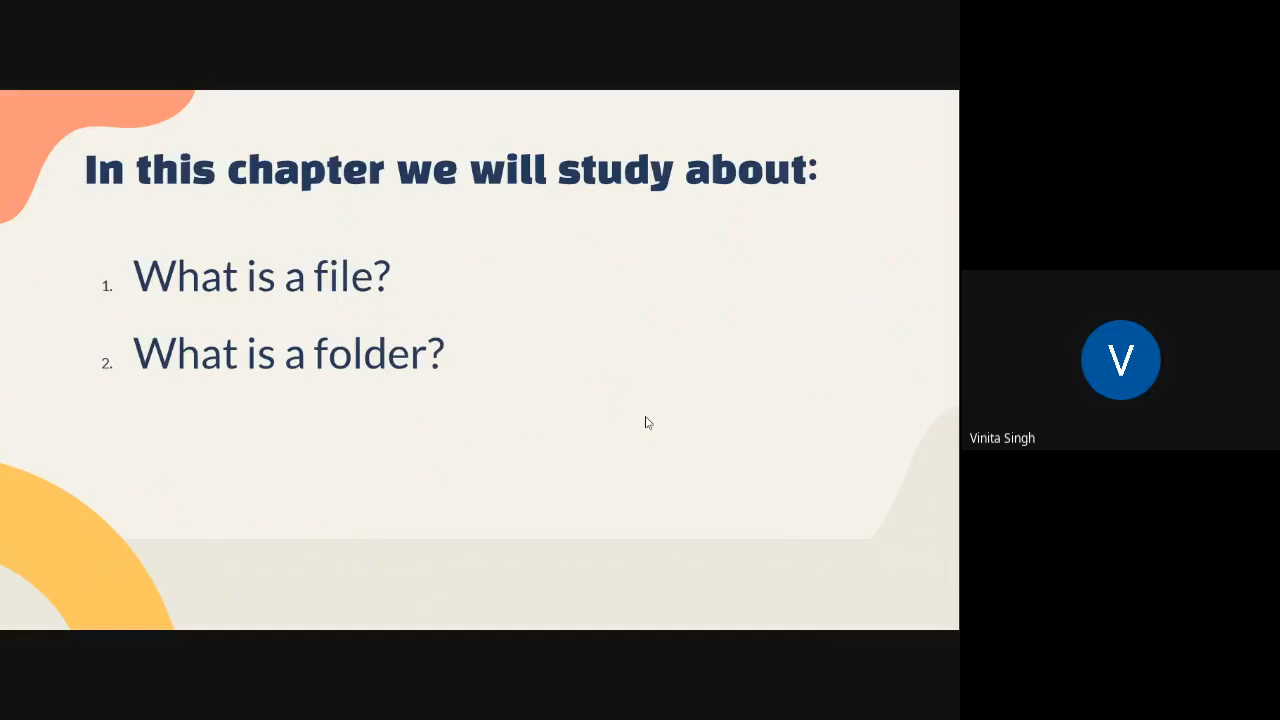 In this chapter we will study about:
1. What is a file?
2. What is a folder?
V
Vinita Singh